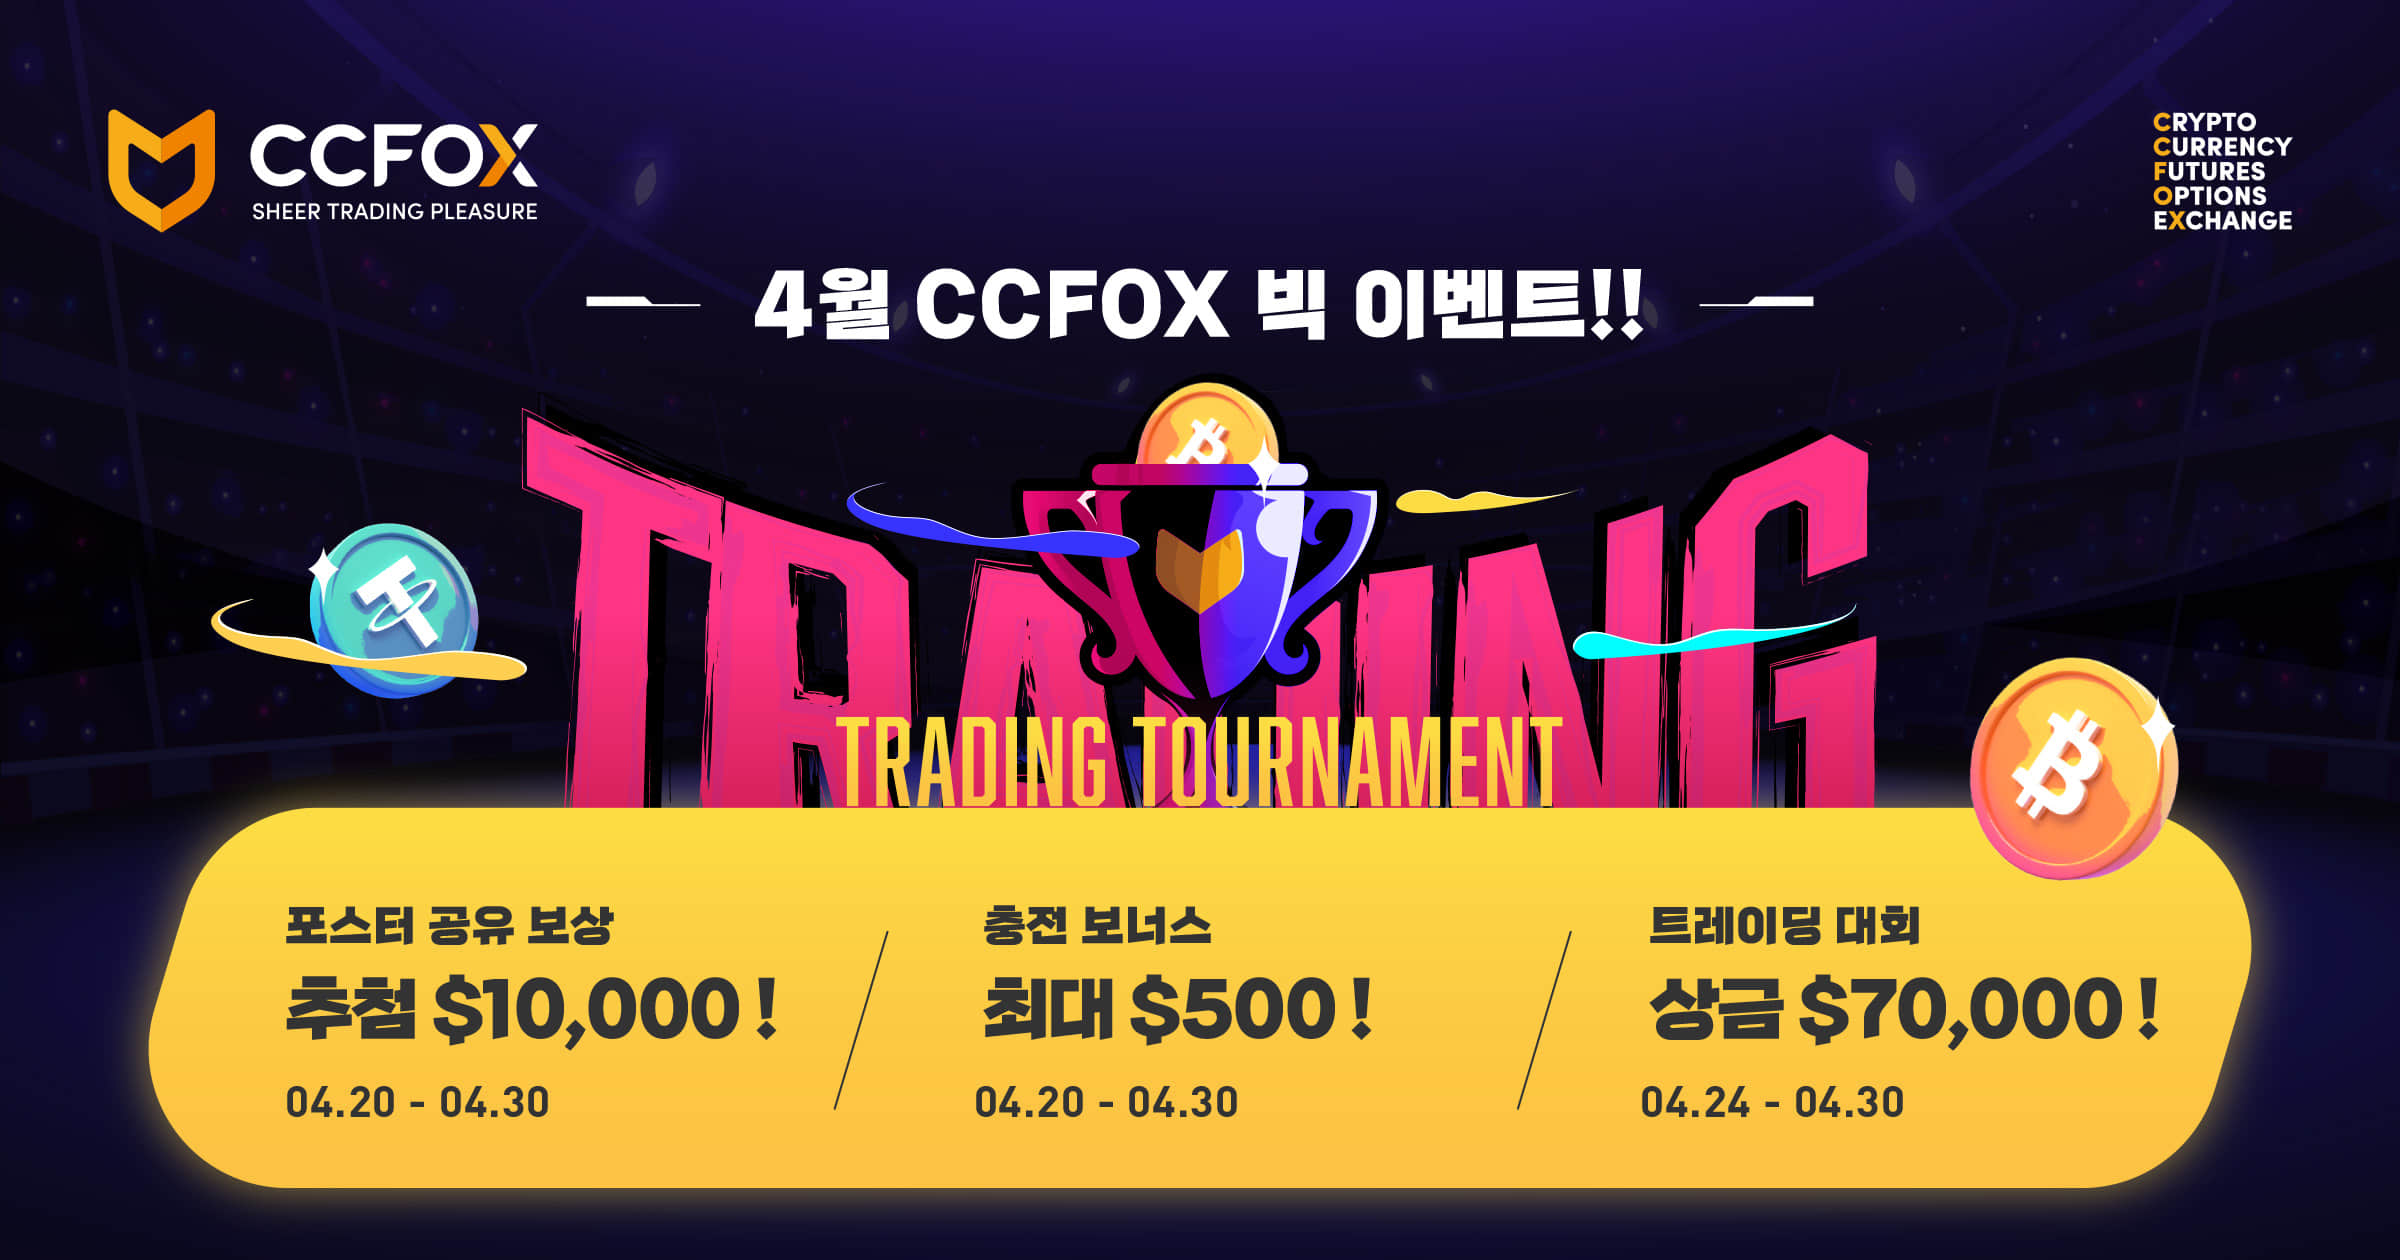 CCFOX
SHEER TRADING PLEASURE
CRYPTO
CURRENCY
FUTURES
OPTIONS
EXCHANGE
4월 CCFOX 빅 이벤트!!
TRADING
TRADING TOURNAMENT
포스터 공유 보상
추첨 $10,000!
04.20 - 04.30
충전 보너스
최대 $500!
04.20 - 04.30
트레이딩 대회
상금 $70,000!
04.24 - 04.30